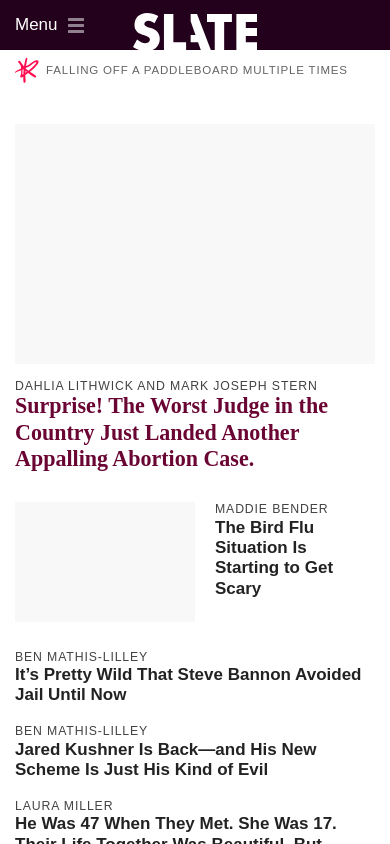 Menu
SLATE
FALLING OFF A PADDLEBOARD MULTIPLE TIMES
DAHLIA LITHWICK AND MARK JOSEPH STERN
Surprise! The Worst Judge in the
Country Just Landed Another
Appalling Abortion Case.
MADDIE BENDER
The Bird Flu
Situation Is
Starting to Get
Scary
BEN MATHIS-LILLEY
It’s Pretty Wild That Steve Bannon Avoided
Jail Until Now
BEN MATHIS-LILLEY
Jared Kushner Is Back—and His New
Scheme Is Just His Kind of Evil
LAURA MILLER
He Was 47 When They Met. She Was 17.
Their Life Together Was Beautiful. But